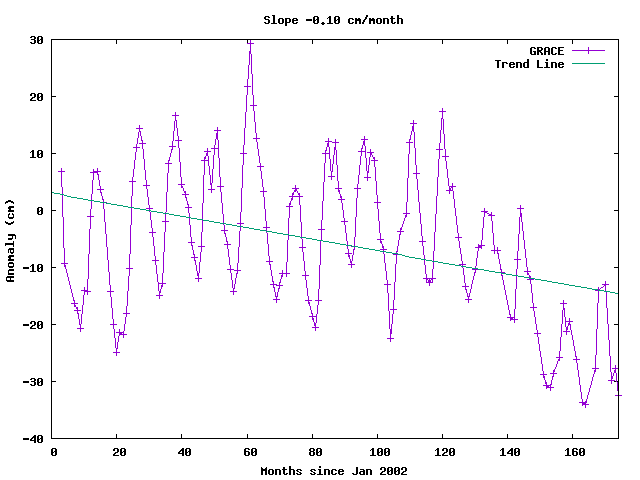 Slope -0.10 cm/month
30
20
10
0
-10
-20
-30
-40
Anomaly (cm)
GRACE
Trend Line
0 20 40 60 80 100 120 140 160
Months since Jan 2002